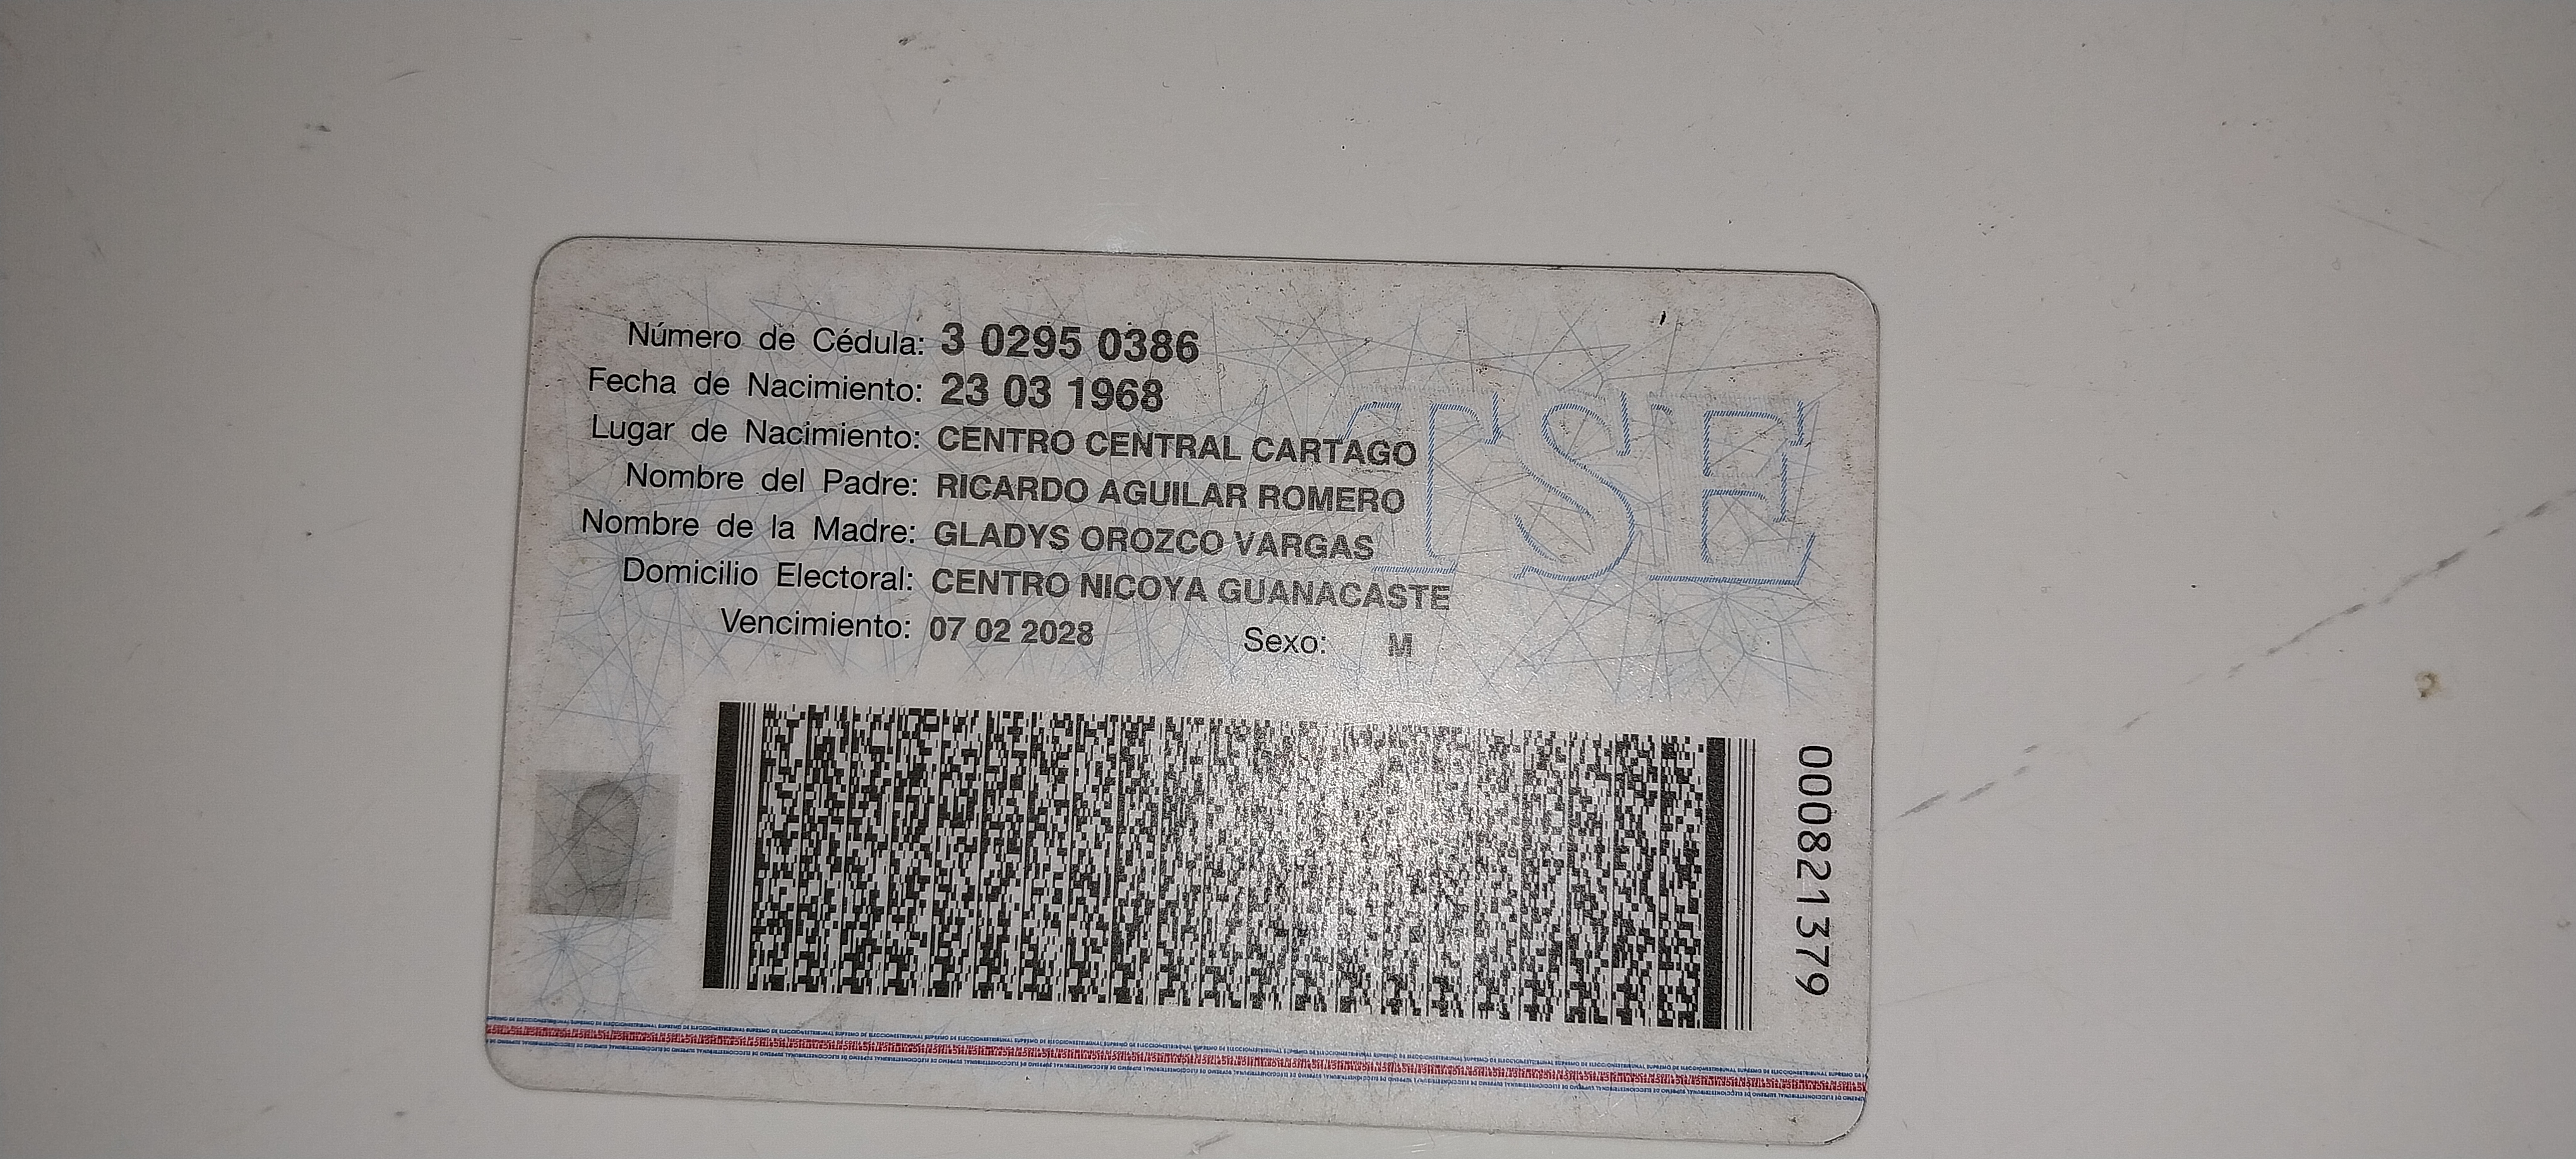 Número de Cédula: 3 0295 0386
Fecha de Nacimiento: 23 03 1968
Lugar de Nacimiento: CENTRO CENTRAL CARTAGO
Nombre del Padre: RICARDO AGUILAR ROMERO
Nombre de la Madre: GLADYS OROZCO VARGAS
Domicilio Electoral: CENTRO NICOYA GUANACASTE
Vencimiento: 07 02 2028 Sexo: M
TSE
000821379